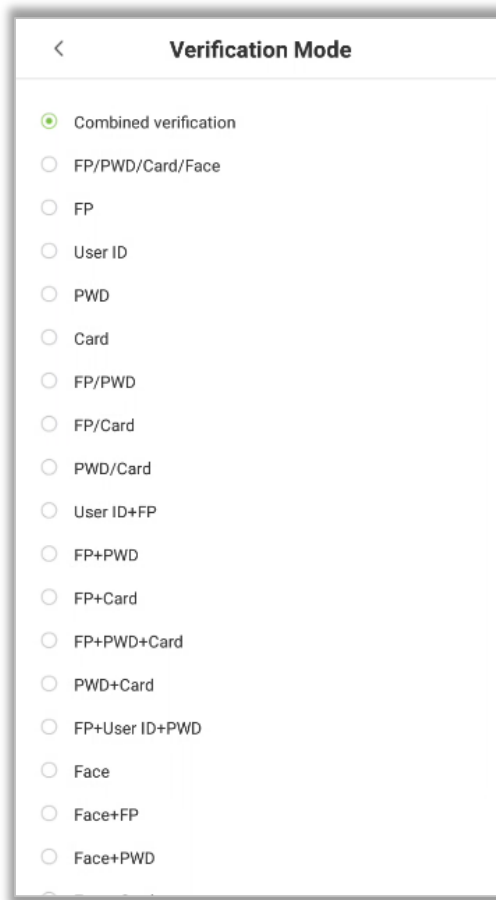 Verification Mode
Combined verification
FP/PWD/Card/Face
FP
User ID
PWD
Card
FP/PWD
FP/Card
PWD/Card
User ID+FP
FP+PWD
FP+Card
FP+PWD+Card
PWD+Card
FP+User ID+PWD
Face
Face+FP
Face+PWD